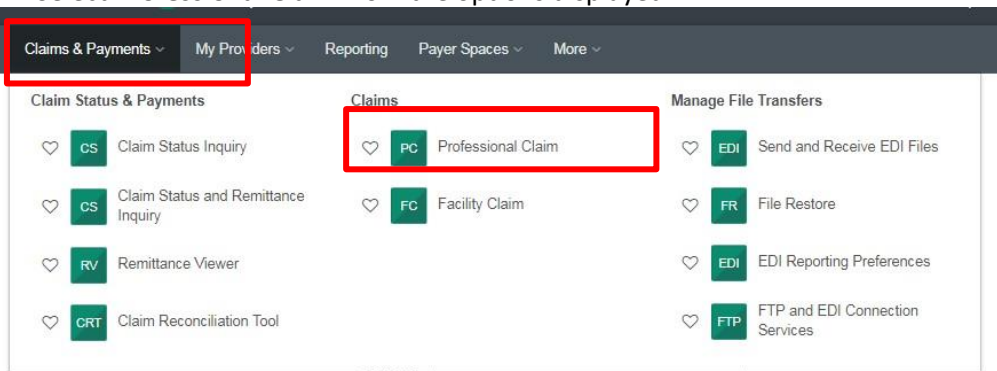 Claims & Payments
My Providers
Reporting
Payer Spaces
More
Claim Status & Payments
CS Claim Status Inquiry
CS Claim Status and Remittance
Inquiry
RV Remittance Viewer
CRT Claim Reconciliation Tool
Claims
PC Professional Claim
FC Facility Claim
Manage File Transfers
EDI Send and Receive EDI Files
FR File Restore
EDI EDI Reporting Preferences
FTP FTP and EDI Connection
Services